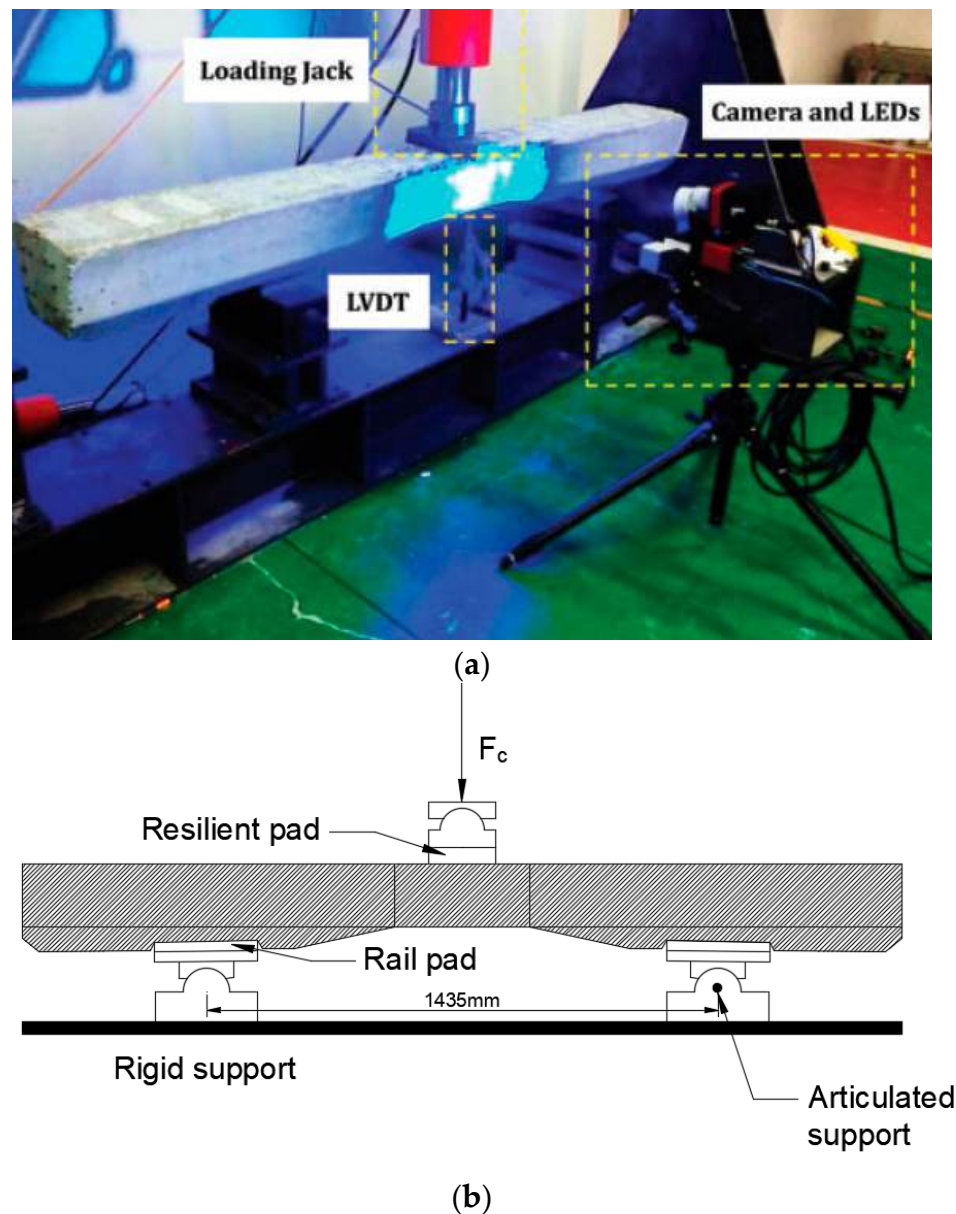 Loading Jack
Camera and LEDs
LVDT
(a)
Fc
Resilient pad
Rail pad
1435mm
Rigid support
Articulated
support
(b)